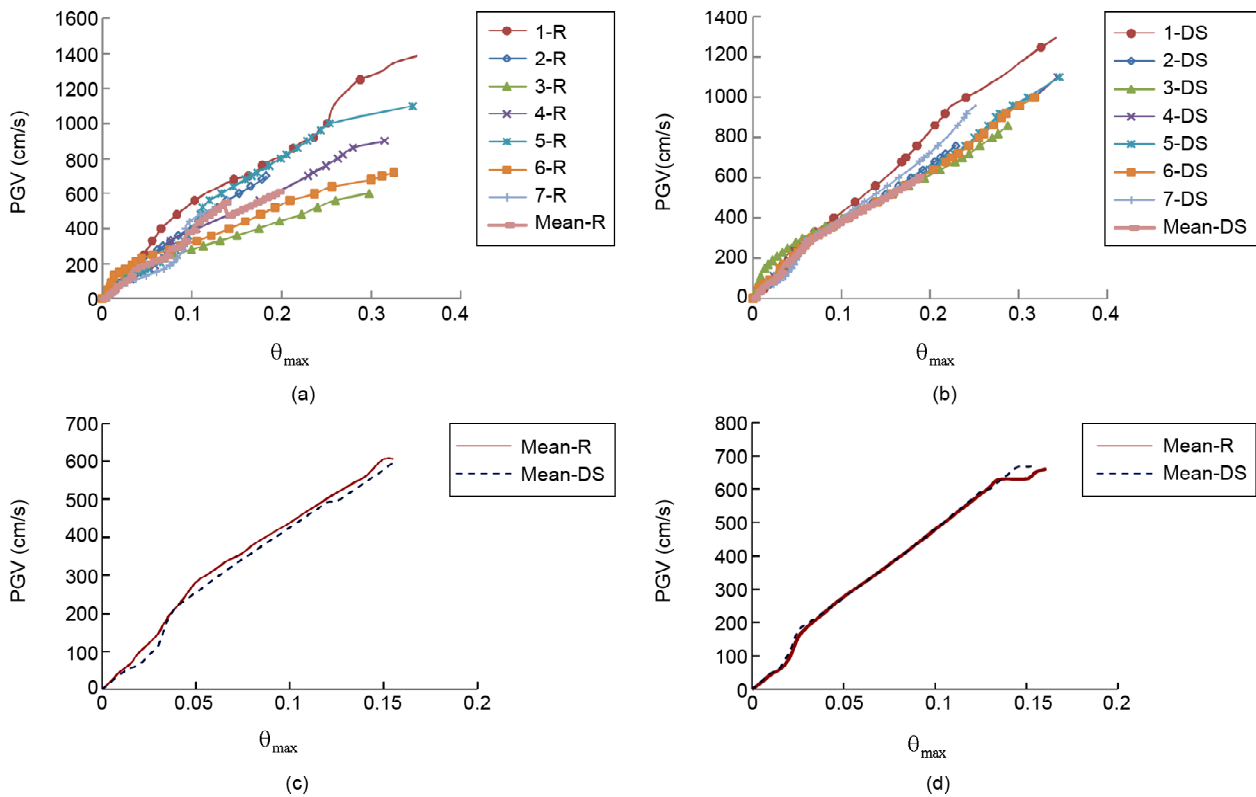 1600
1400
1200
1000
800
600
400
200
0
PGV (cm/s)
0
0.1
0.2
0.3
0.4
θmax
1-R
2-R
3-R
4-R
5-R
6-R
7-R
Mean-R
(a)
1400
1200
1000
800
600
400
200
0
PGV(cm/s)
0
0.1
0.2
0.3
0.4
θmax
1-DS
2-DS
3-DS
4-DS
5-DS
6-DS
7-DS
Mean-DS
(b)
700
600
500
400
300
200
100
0
PGV (cm/s)
0
0.05
0.1
0.15
0.2
θmax
Mean-R
Mean-DS
(c)
800
700
600
500
400
300
200
100
0
PGV (cm/s)
0
0.05
0.1
0.15
0.2
θmax
Mean-R
Mean-DS
(d)